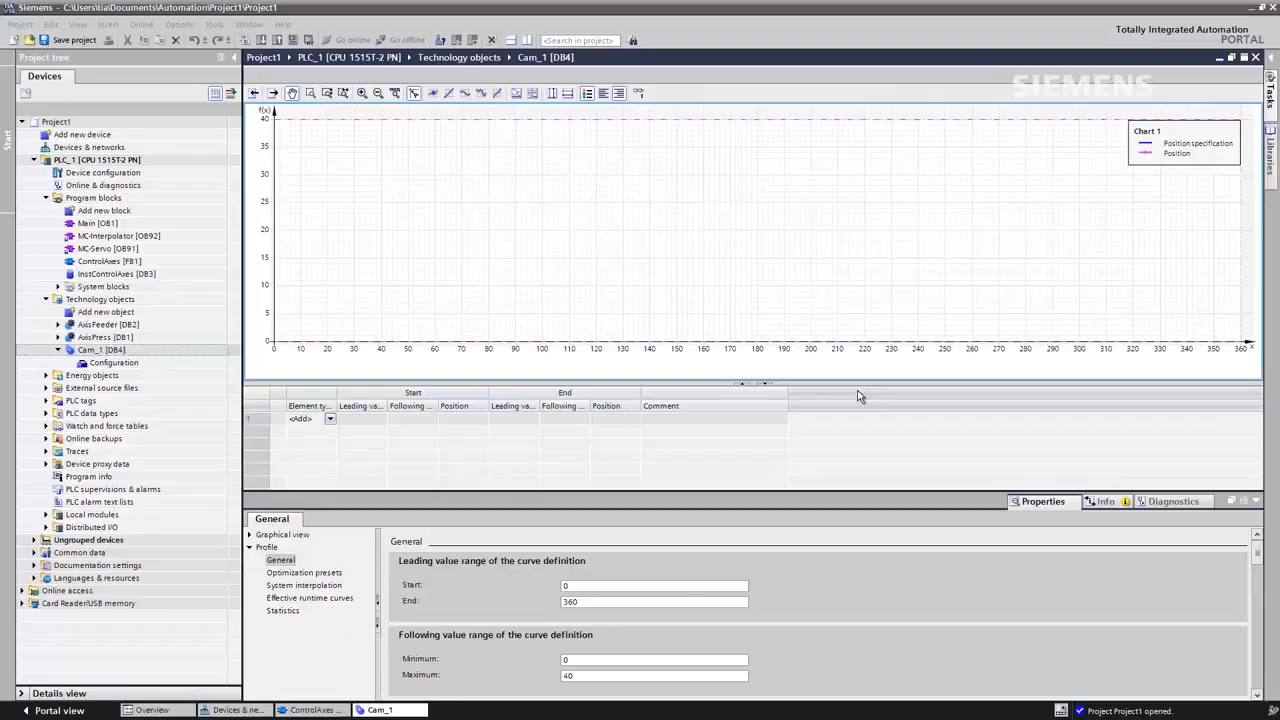 Siemens - C:\Users\tia\Documents\Automation\Project1\Project1
Project Edit View Insert Online Options Tools Window Help
Save project
Go online
Go offline
<Search in project>
Totally Integrated Automation
PORTAL
Project tree
Project1 PLC_1 [CPU 1515T-2 PN] Technology objects Cam_1 [DB4]
Devices
SIEMENS
Start
Tasks
Libraries
Project1
Add new device
Devices & networks
PLC_1 [CPU 1515T-2 PN]
Device configuration
Online & diagnostics
Program blocks
Add new block
Main [OB1]
MC-Interpolator [OB92]
MC-Servo [OB91]
ControlAxes [FB1]
InstControlAxes [DB3]
System blocks
Technology objects
Add new object
AxisFeeder [DB2]
AxisPress [DB1]
Cam_1 [DB4]
Configuration
Energy objects
External source files
PLC tags
PLC data types
Watch and force tables
Online backups
Traces
Device proxy data
Program info
PLC supervisions & alarms
PLC alarm text lists
Local modules
Distributed I/O
Ungrouped devices
Common data
Documentation settings
Languages & resources
Online access
Card Reader/USB memory
Details view
f(x)
40
35
30
25
20
15
10
5
0
0 10 20 30 40 50 60 70 80 90 100 110 120 130 140 150 160 170 180 190 200 210 220 230 240 250 260 270 280 290 300 310 320 330 340 350 360 x
Chart 1
Position specification
Position
Start End
Element ty... Leading va... Following ... Position Leading va... Following ... Position Comment
1 <Add>
Properties Info Diagnostics
General
Graphical view
Profile
General
Optimization presets
System interpolation
Effective runtime curves
Statistics
General
Leading value range of the curve definition
Start: 0
End: 360
Following value range of the curve definition
Minimum: 0
Maximum: 40
Portal view Overview Devices & ne... ControlAxes ... Cam_1 Project Project1 opened.